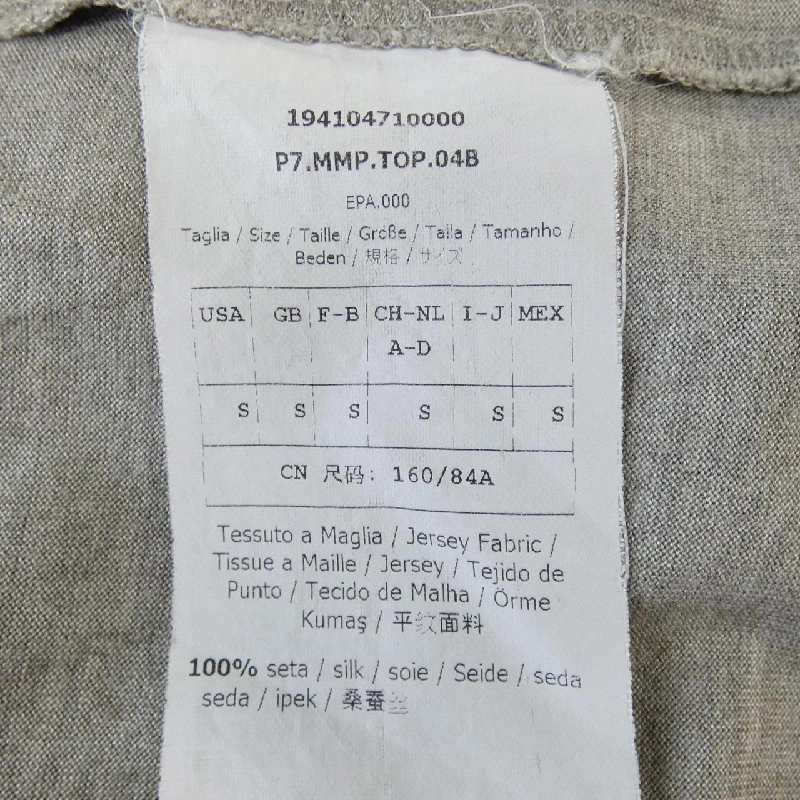 194104710000
P7.MMP.TOP.04B
EPA.000
Taglia / Size / Taille / Größe / Talla / Tamanho /
Beden / 規格 / サイズ
USA GB F-B CH-NL I-J MEX
A-D
S S S S S S
CN 尺码: 160/84A
Tessuto a Maglia / Jersey Fabric /
Tissue a Maille / Jersey / Tejido de
Punto / Tecido de Malha / Örme
Kumaş / 平纹面料
100% seta / silk / soie / Seide / seda
seda / ipek / 桑蚕丝